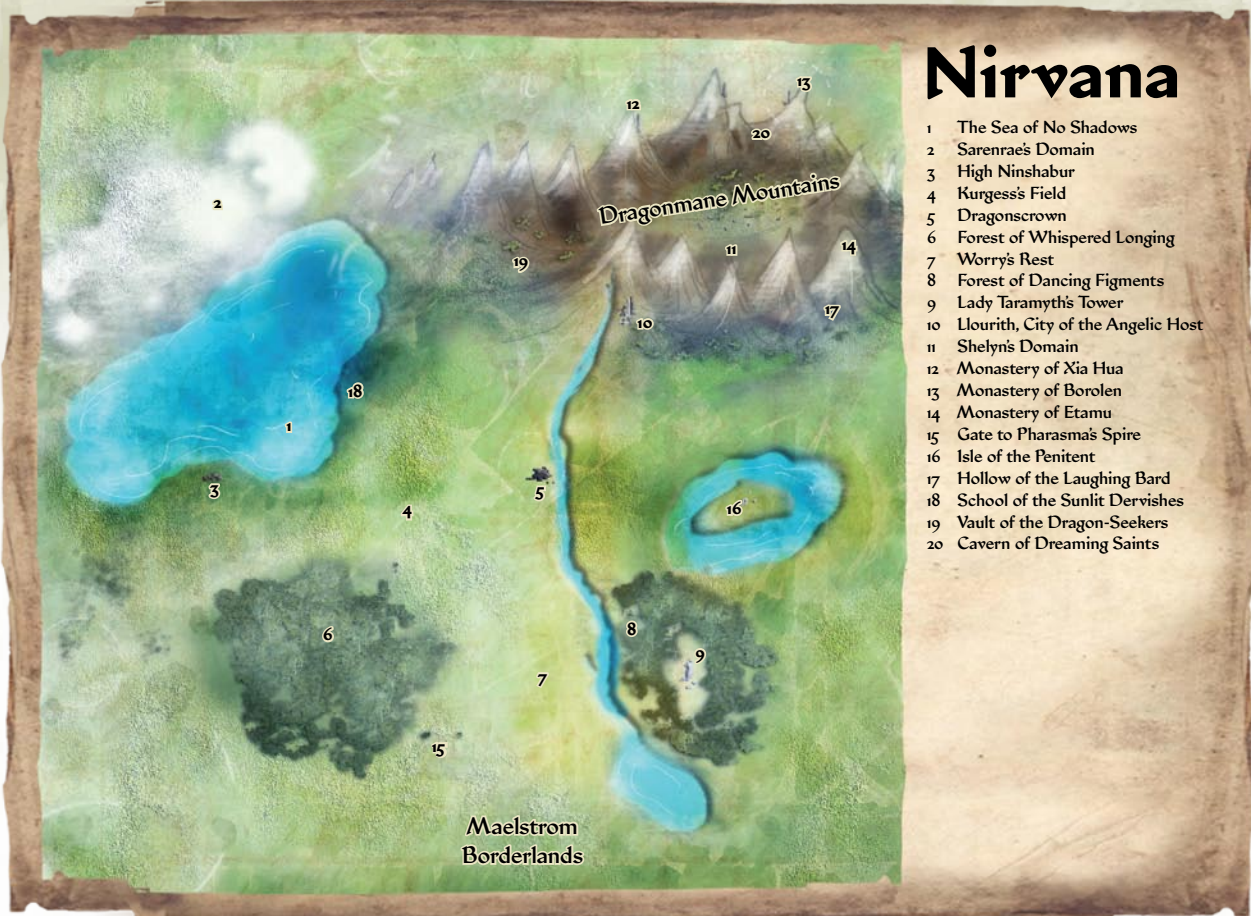 Nirvana
1 The Sea of No Shadows
2 Sarenrae's Domain
3 High Ninshabur
4 Kurgess's Field
5 Dragonscrown
6 Forest of Whispered Longing
7 Worry's Rest
8 Forest of Dancing Figments
9 Lady Taramyth's Tower
10 Llourith, City of the Angelic Host
11 Shelyn's Domain
12 Monastery of Xia Hua
13 Monastery of Borolen
14 Monastery of Etamu
15 Gate to Pharasma's Spire
16 Isle of the Penitent
17 Hollow of the Laughing Bard
18 School of the Sunlit Dervishes
19 Vault of the Dragon-Seekers
20 Cavern of Dreaming Saints
13
12
20
2
Dragonmane Mountains
11
14
19
17
10
18
1
3
5
4
16
6
8
9
7
15
Maelstrom
Borderlands